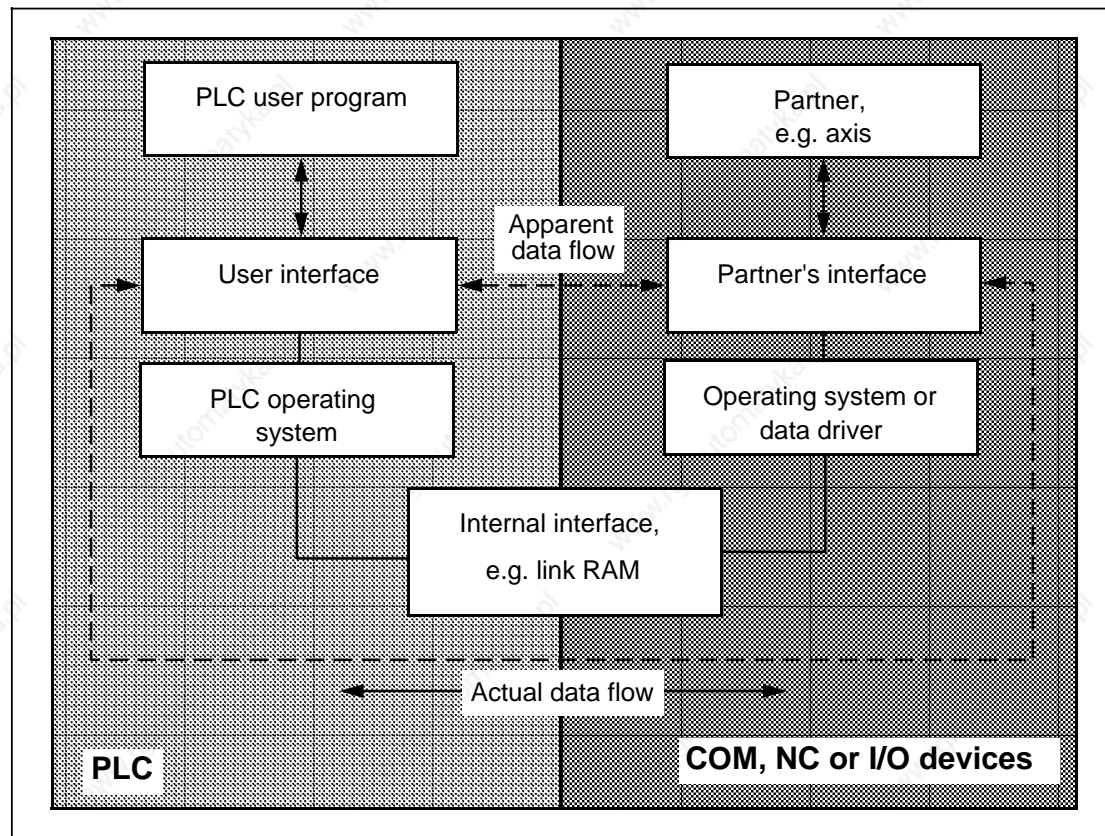 PLC user program
Partner,
e.g. axis
Apparent
data flow
User interface
Partner's interface
PLC operating
system
Operating system or
data driver
Internal interface,
e.g. link RAM
Actual data flow
PLC
COM, NC or I/O devices